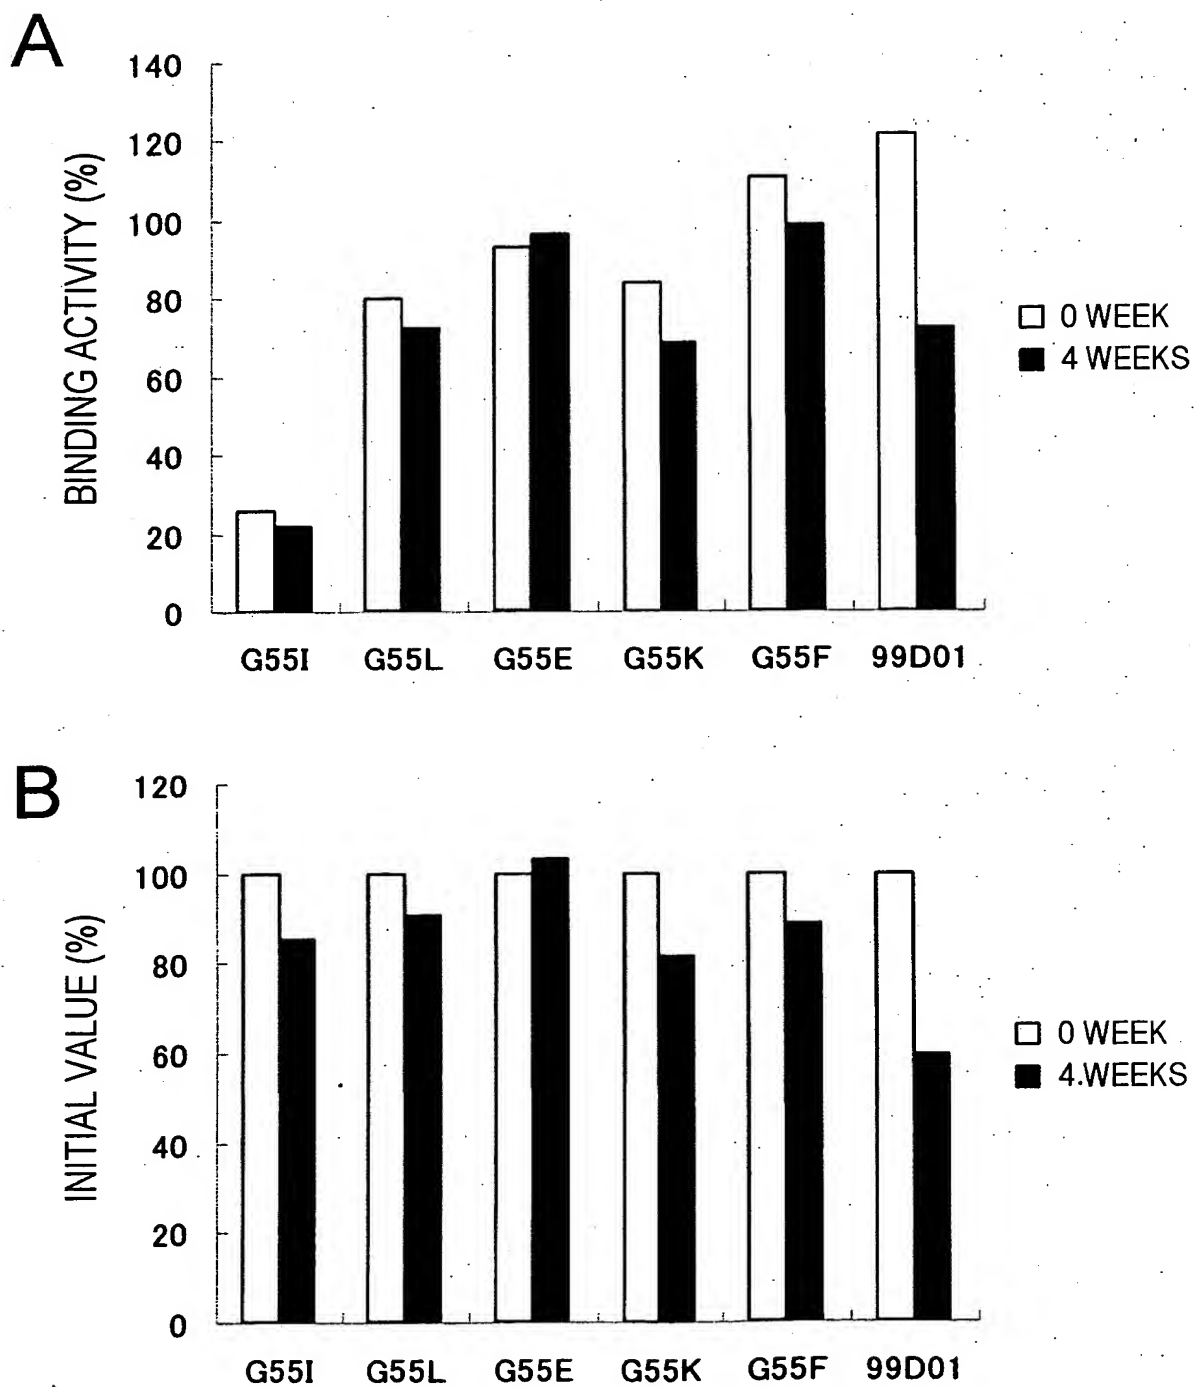 A
140
120
100
80
60
40
20
0
BINDING ACTIVITY (%)
0 WEEK
4 WEEKS
G55I G55L G55E G55K G55F 99D01
B
120
100
80
60
40
20
0
INITIAL VALUE (%)
0 WEEK
4.WEEKS
G55I G55L G55E G55K G55F 99D01